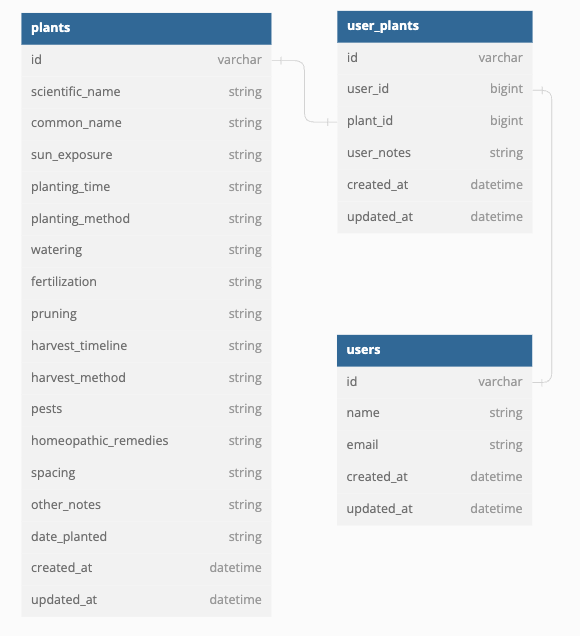 plants
id varchar
scientific_name string
common_name string
sun_exposure string
planting_time string
planting_method string
watering string
fertilization string
pruning string
harvest_timeline string
harvest_method string
pests string
homeopathic_remedies string
spacing string
other_notes string
date_planted string
created_at datetime
updated_at datetime
user_plants
id varchar
user_id bigint
plant_id bigint
user_notes string
created_at datetime
updated_at datetime
users
id varchar
name string
email string
created_at datetime
updated_at datetime